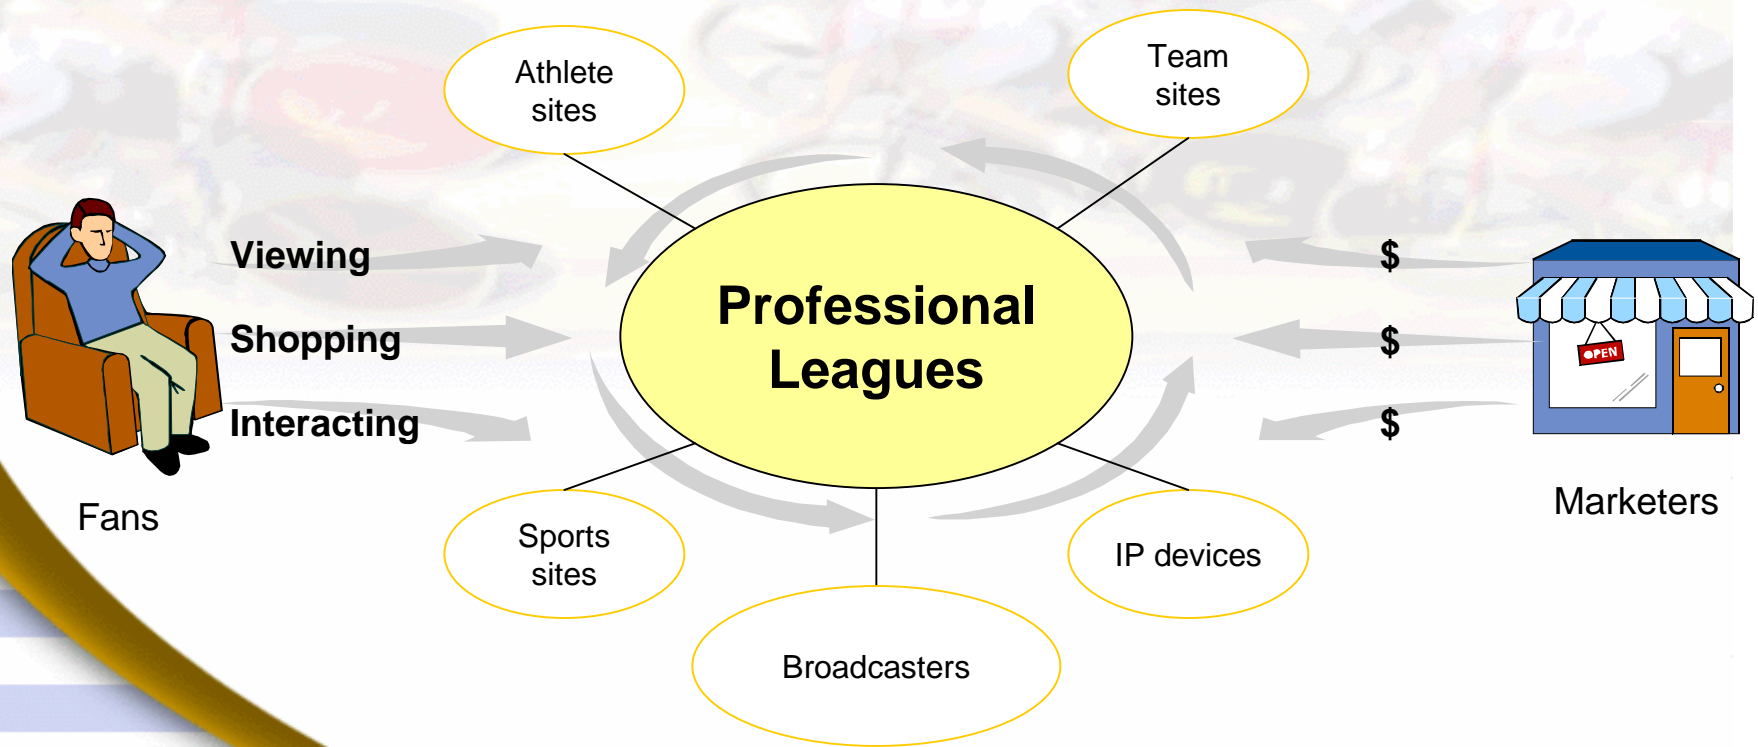 Athlete
sites
Team
sites
Viewing
Shopping
Interacting
Professional
Leagues
$
$
$
OPEN
Fans
Marketers
Sports
sites
IP devices
Broadcasters